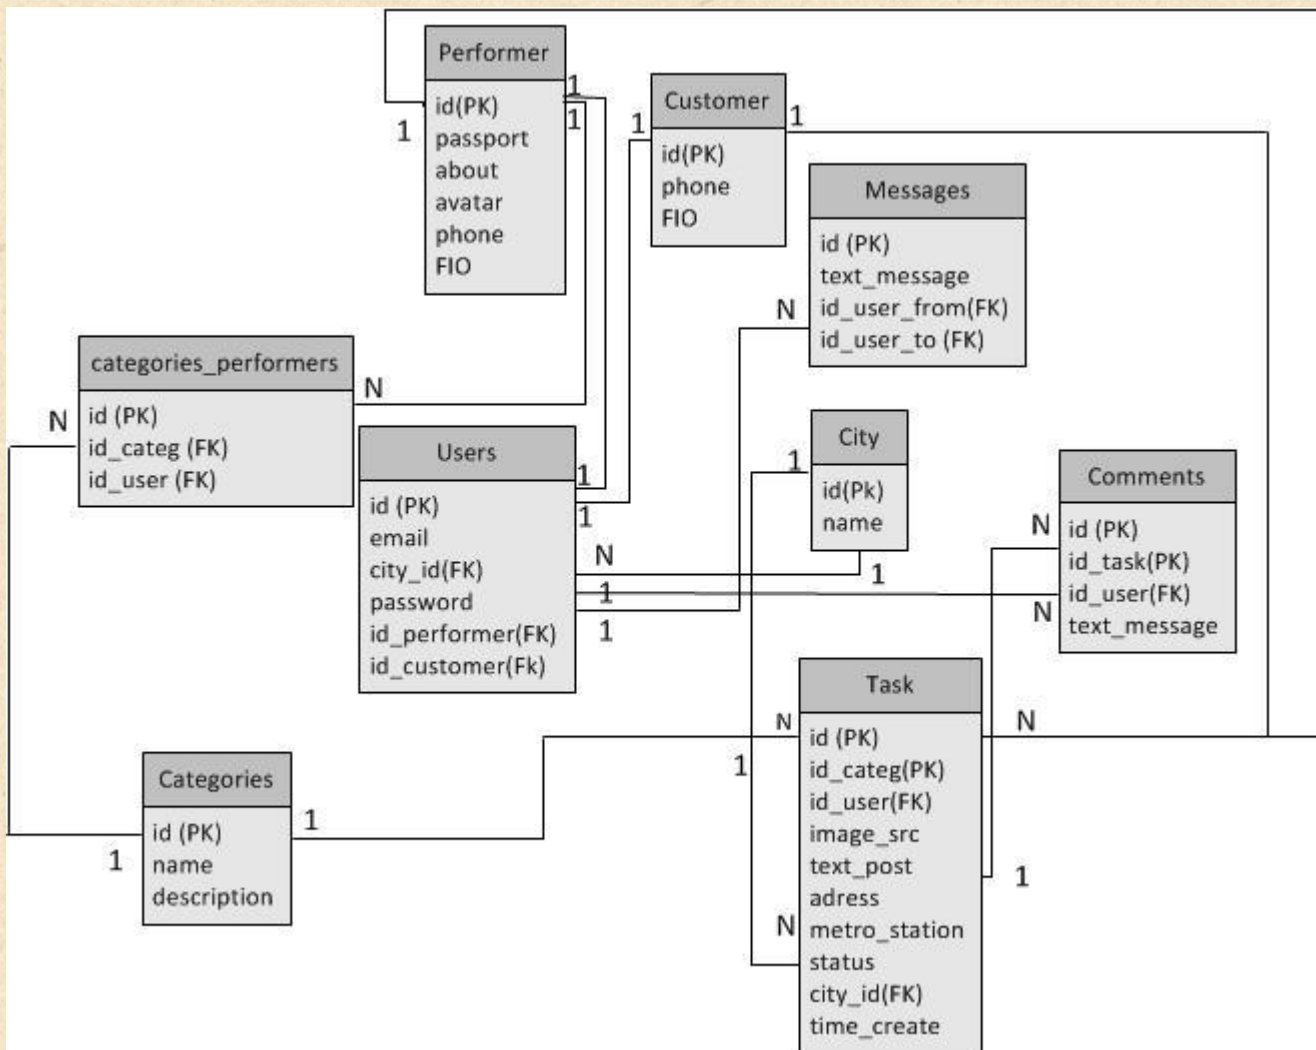 Performer
id(PK)
passport
about
avatar
phone
FIO
1
1
1
Customer
id(PK)
phone
FIO
1
1
Messages
id (PK)
text_message
id_user_from(FK)
id_user_to (FK)
N
categories_performers
id (PK)
id_categ (FK)
id_user (FK)
N
N
Users
id (PK)
email
city_id(FK)
password
id_performer(FK)
id_customer(Fk)
1
1
N
1
1
City
id(Pk)
name
1
1
Comments
id (PK)
id_task(PK)
id_user(FK)
text_message
N
N
Categories
id (PK)
name
description
1
1
Task
id (PK)
id_categ(PK)
id_user(FK)
image_src
text_post
adress
metro_station
status
city_id(FK)
time_create
N
1
N
N
1